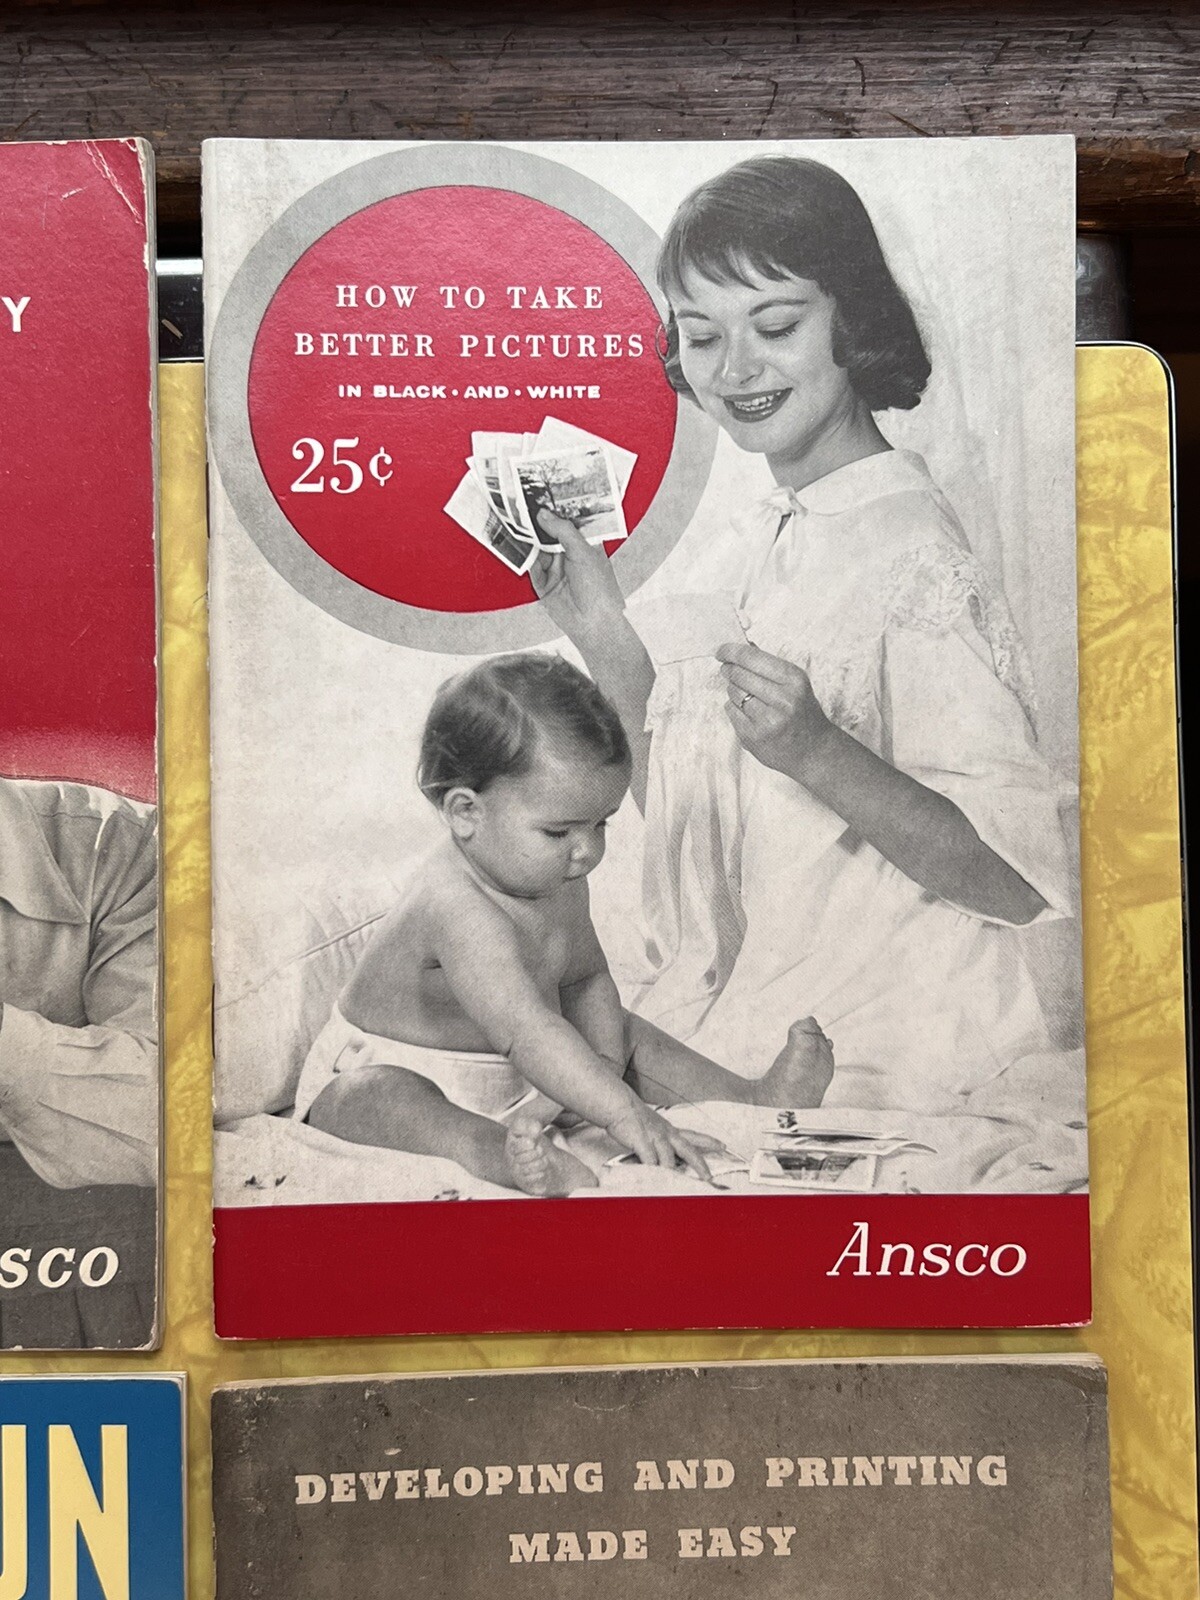 Y
HOW TO TAKE
BETTER PICTURES
IN BLACK • AND • WHITE
25¢
Ansco
sco
UN
DEVELOPING AND PRINTING
MADE EASY